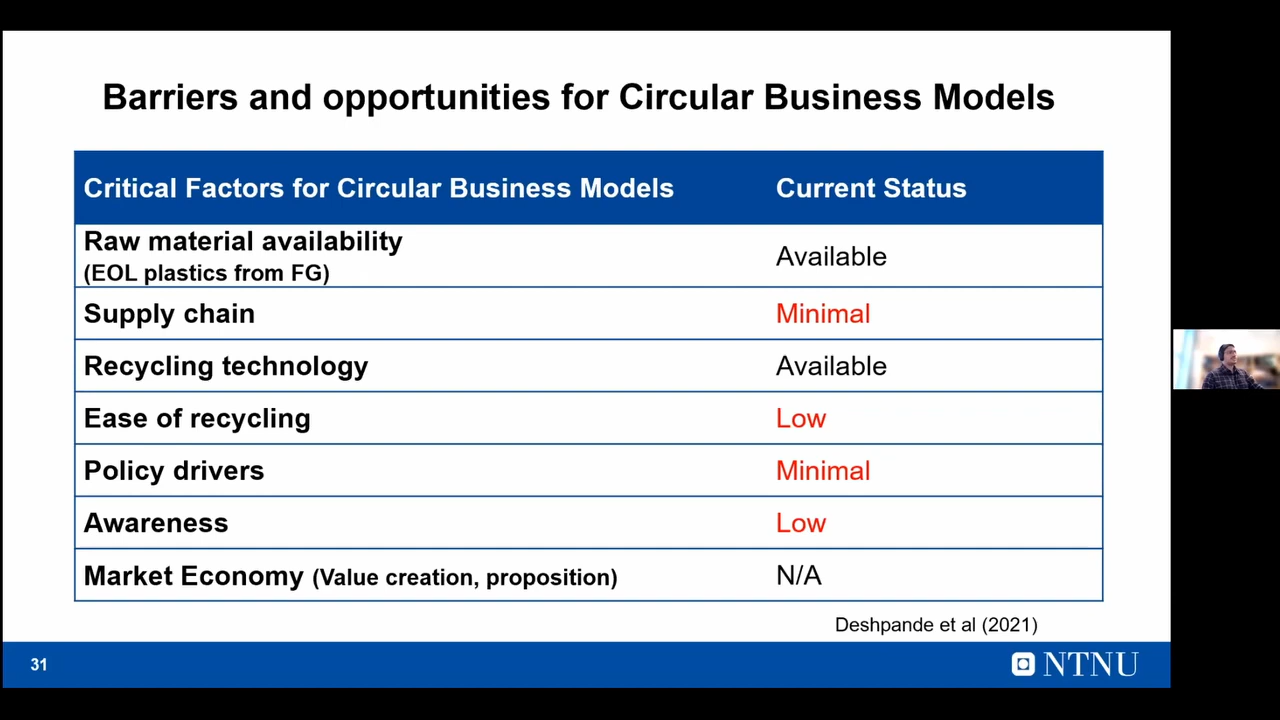 Barriers and opportunities for Circular Business Models
Critical Factors for Circular Business Models Current Status
Raw material availability
(EOL plastics from FG) Available
Supply chain Minimal
Recycling technology Available
Ease of recycling Low
Policy drivers Minimal
Awareness Low
Market Economy (Value creation, proposition) N/A
Deshpande et al (2021)
31 NTNU